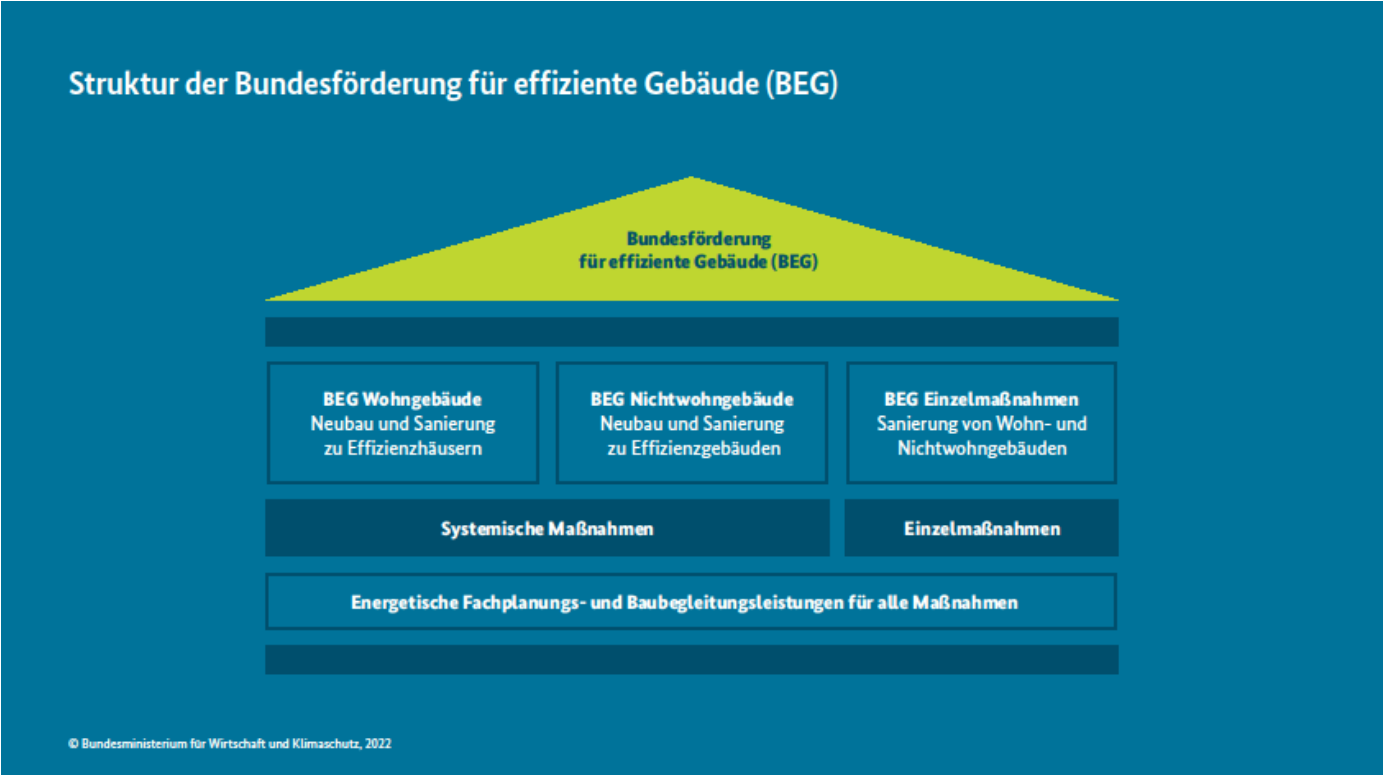 Struktur der Bundesförderung für effiziente Gebäude (BEG)
Bundesförderung
für effiziente Gebäude (BEG)
BEG Wohngebäude
Neubau und Sanierung
zu Effizienzhäusern
BEG Nichtwohngebäude
Neubau und Sanierung
zu Effizienzgebäuden
BEG Einzelmaßnahmen
Sanierung von Wohn- und
Nichtwohngebäuden
Systemische Maßnahmen
Einzelmaßnahmen
Energetische Fachplanungs- und Baubegleitungsleistungen für alle Maßnahmen
© Bundesministerium für Wirtschaft und Klimaschutz, 2022